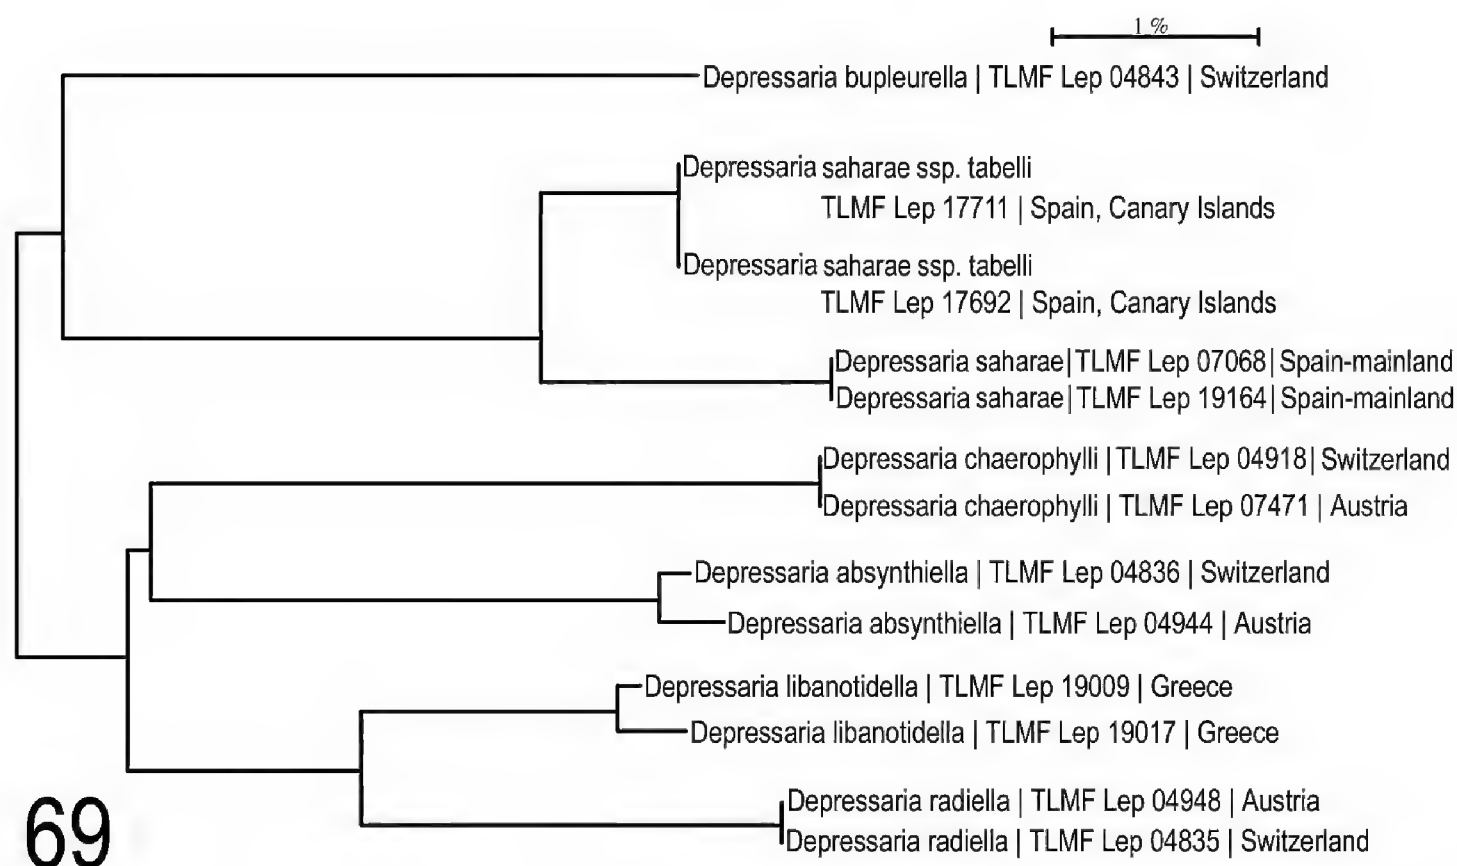 1 %
Depressaria bupleurella | TLMF Lep 04843 | Switzerland
Depressaria saharae ssp. tabelli
TLMF Lep 17711 | Spain, Canary Islands
Depressaria saharae ssp. tabelli
TLMF Lep 17692 | Spain, Canary Islands
Depressaria saharae|TLMF Lep 07068|Spain-mainland
Depressaria saharae|TLMF Lep 19164|Spain-mainland
Depressaria chaerophylli |TLMF Lep 04918| Switzerland
Depressaria chaerophylli | TLMF Lep 07471 | Austria
Depressaria absynthiella | TLMF Lep 04836 | Switzerland
Depressaria absynthiella | TLMF Lep 04944 | Austria
Depressaria libanotidella | TLMF Lep 19009 | Greece
Depressaria libanotidella | TLMF Lep 19017 | Greece
Depressaria radiella | TLMF Lep 04948 | Austria
Depressaria radiella | TLMF Lep 04835 | Switzerland
69